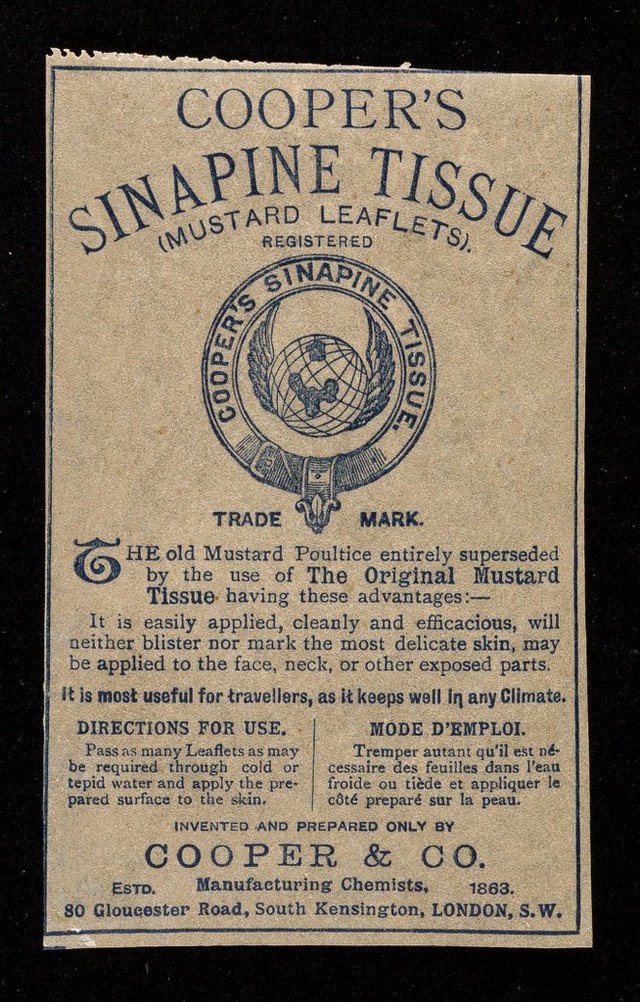 COOPER'S
SINAPINE TISSUE
(MUSTARD LEAFLETS).
REGISTERED
COOPER'S SINAPINE TISSUE.
TRADE MARK.
THE old Mustard Poultice entirely superseded
by the use of The Original Mustard
Tissue having these advantages:—
It is easily applied, cleanly and efficacious, will
neither blister nor mark the most delicate skin, may
be applied to the face, neck, or other exposed parts.
It is most useful for travellers, as it keeps well in any Climate.
DIRECTIONS FOR USE.
Pass as many Leaflets as may
be required through cold or
tepid water and apply the pre-
pared surface to the skin.
MODE D'EMPLOI.
Tremper autant qu'il est né-
cessaire des feuilles dans l'eau
froide ou tiède et appliquer le
côté preparé sur la peau.
INVENTED AND PREPARED ONLY BY
COOPER & CO.
ESTD. Manufacturing Chemists, 1863.
80 Gloucester Road, South Kensington, LONDON, S.W.